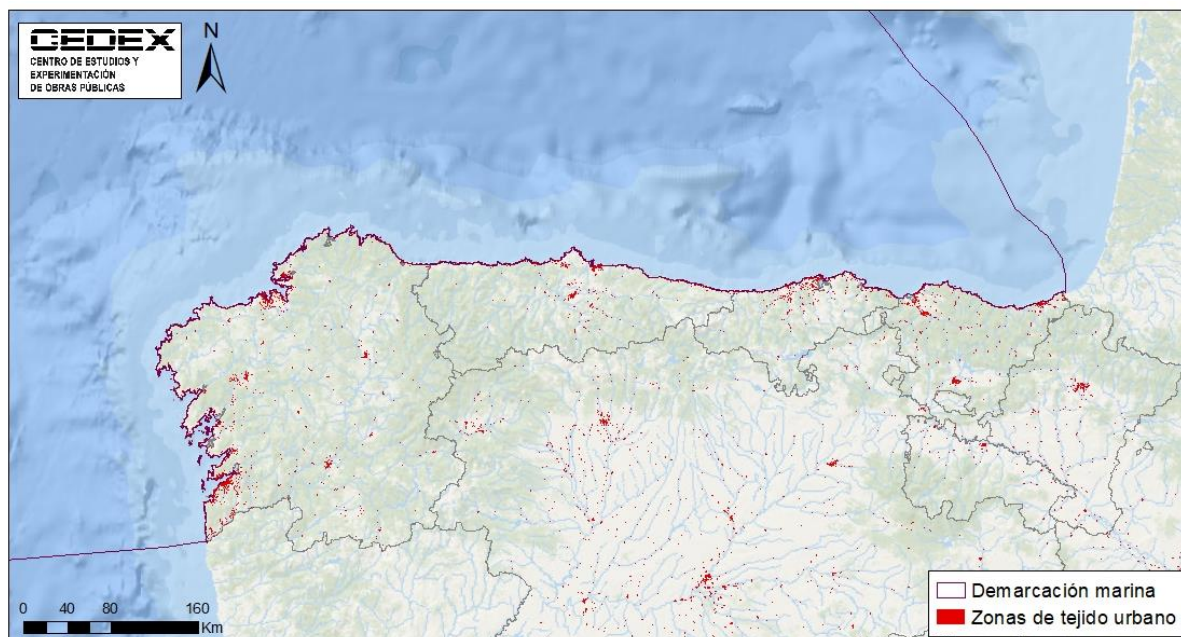 CEDEX
CENTRO DE ESTUDIOS Y
EXPERIMENTACIÓN
DE OBRAS PÚBLICAS
N
Demarcación marina
Zonas de tejido urbano
0 40 80 160
Km